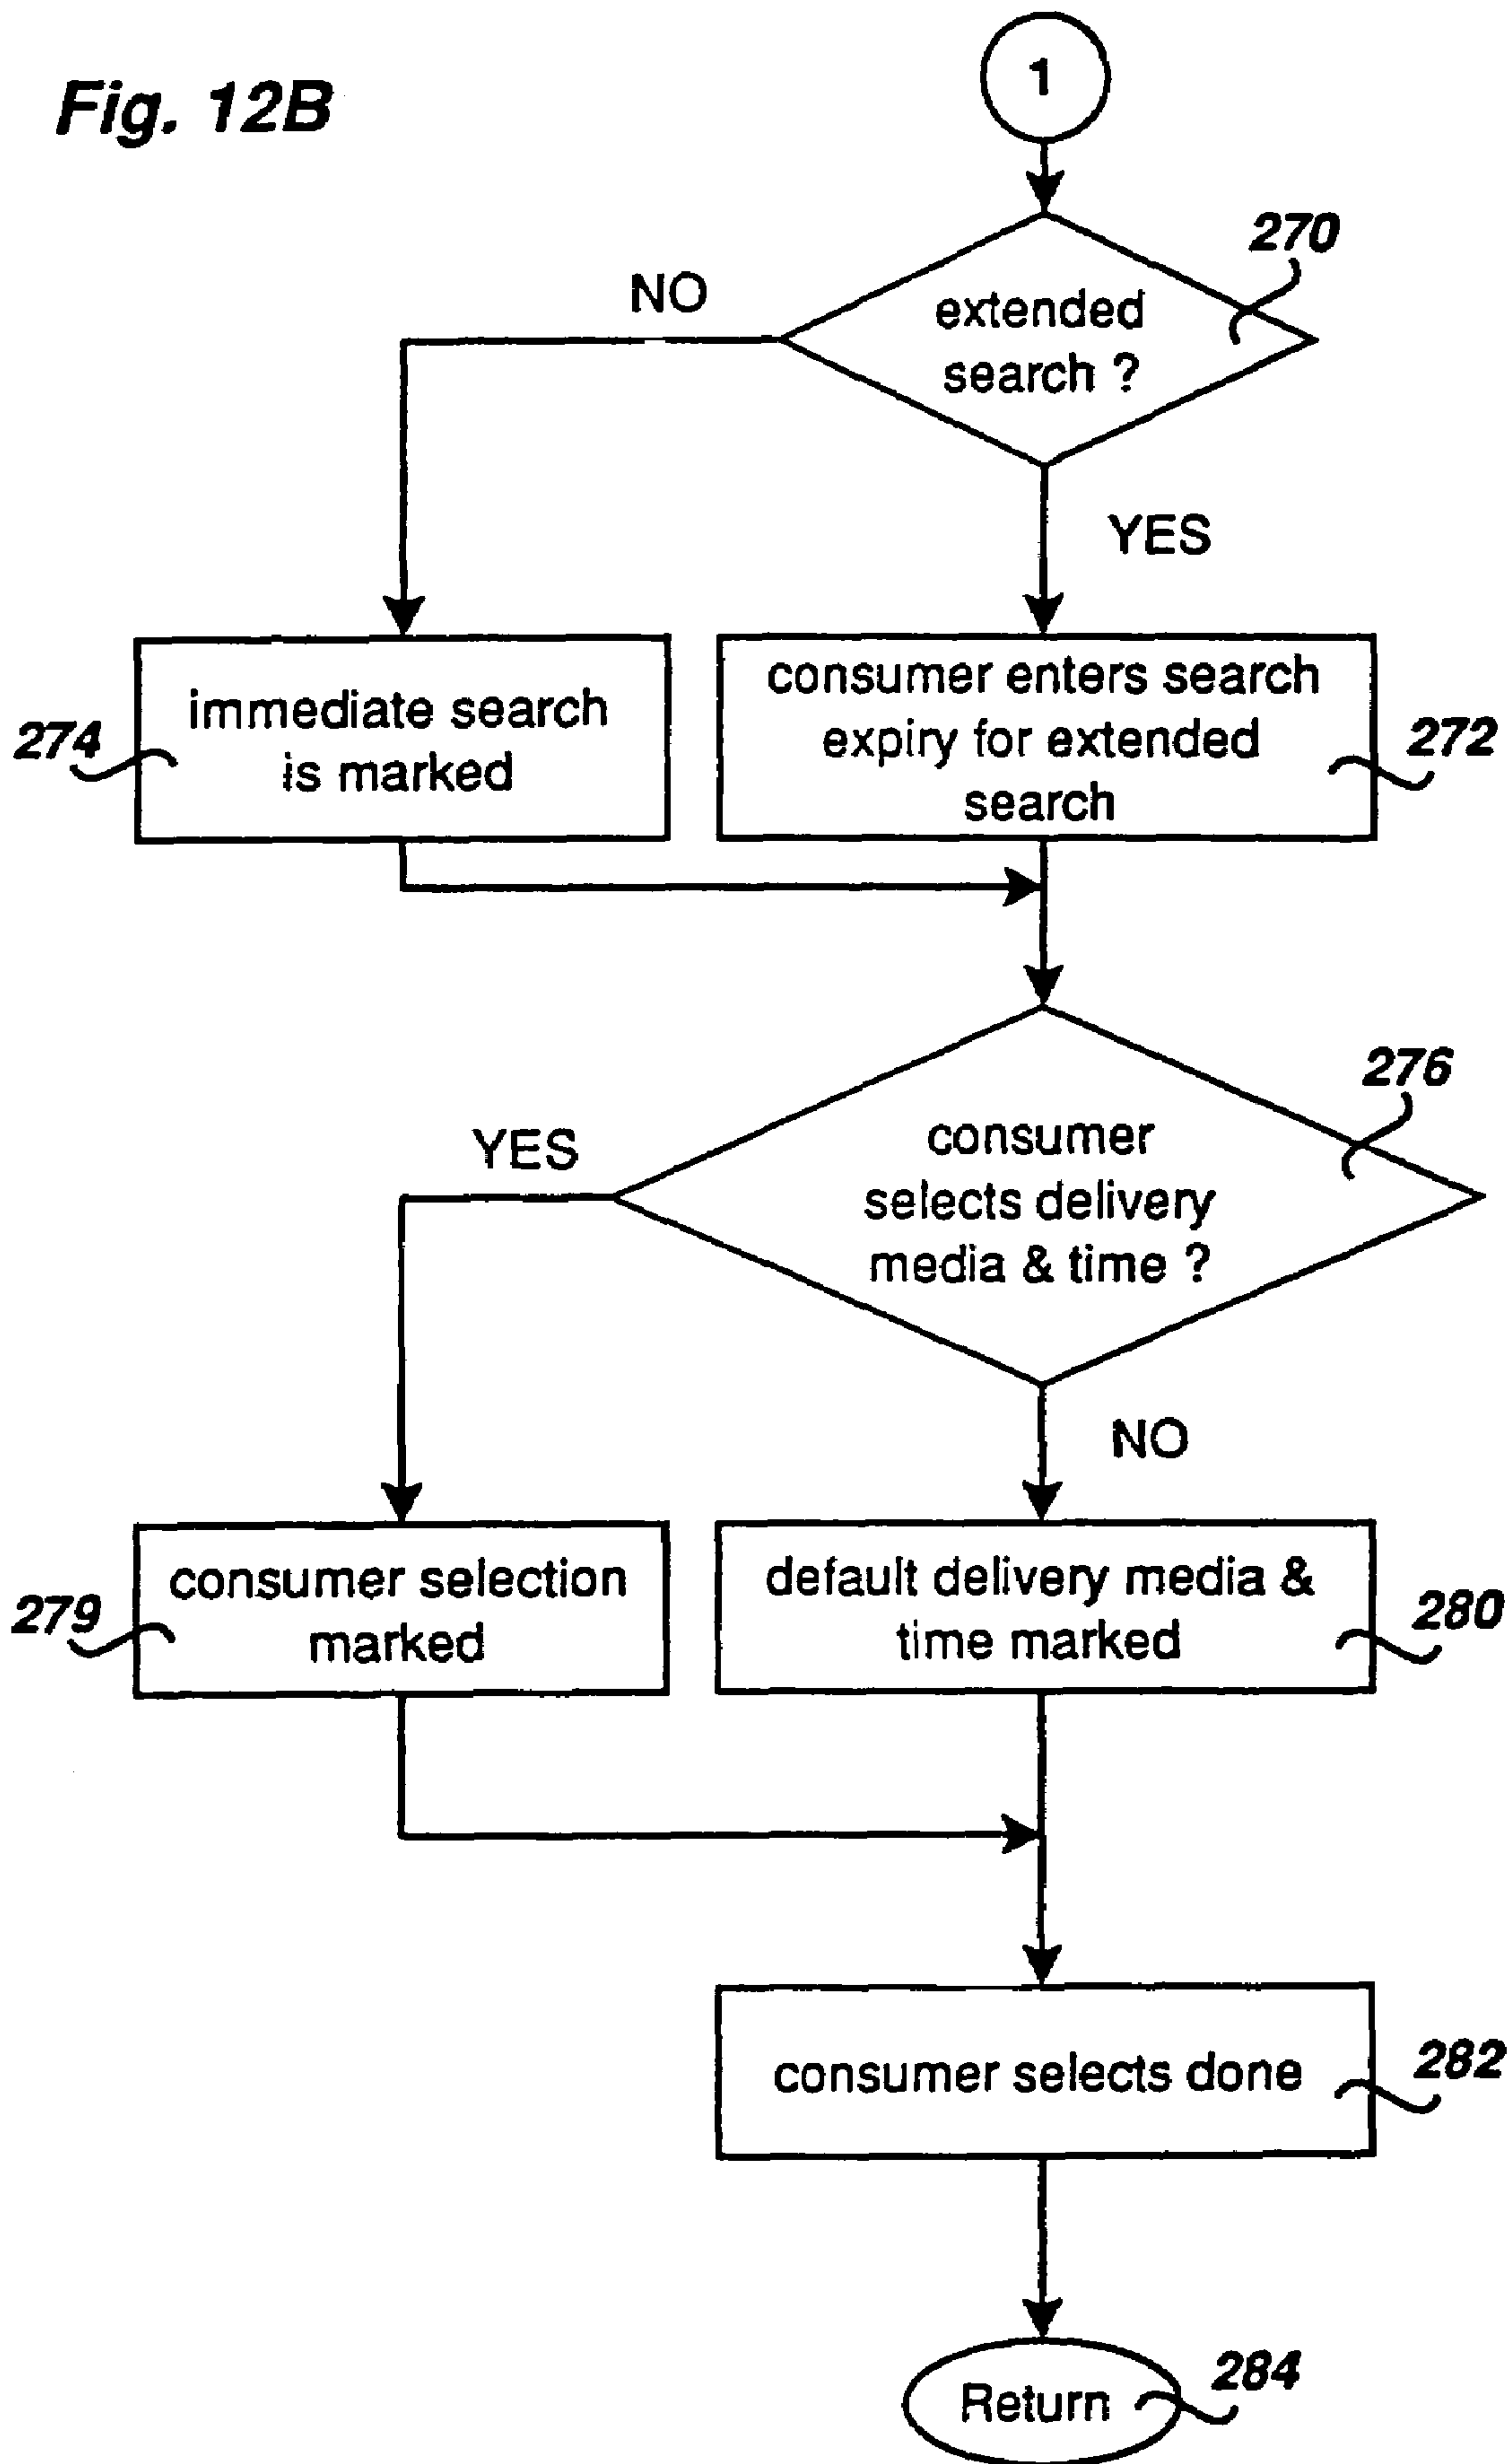 Fig. 12B
1
270
NO
extended
search ?
YES
274
immediate search
is marked
consumer enters search
expiry for extended
search
272
276
YES
consumer
selects delivery
media & time ?
NO
279
consumer selection
marked
default delivery media &
time marked
280
consumer selects done
282
Return
284